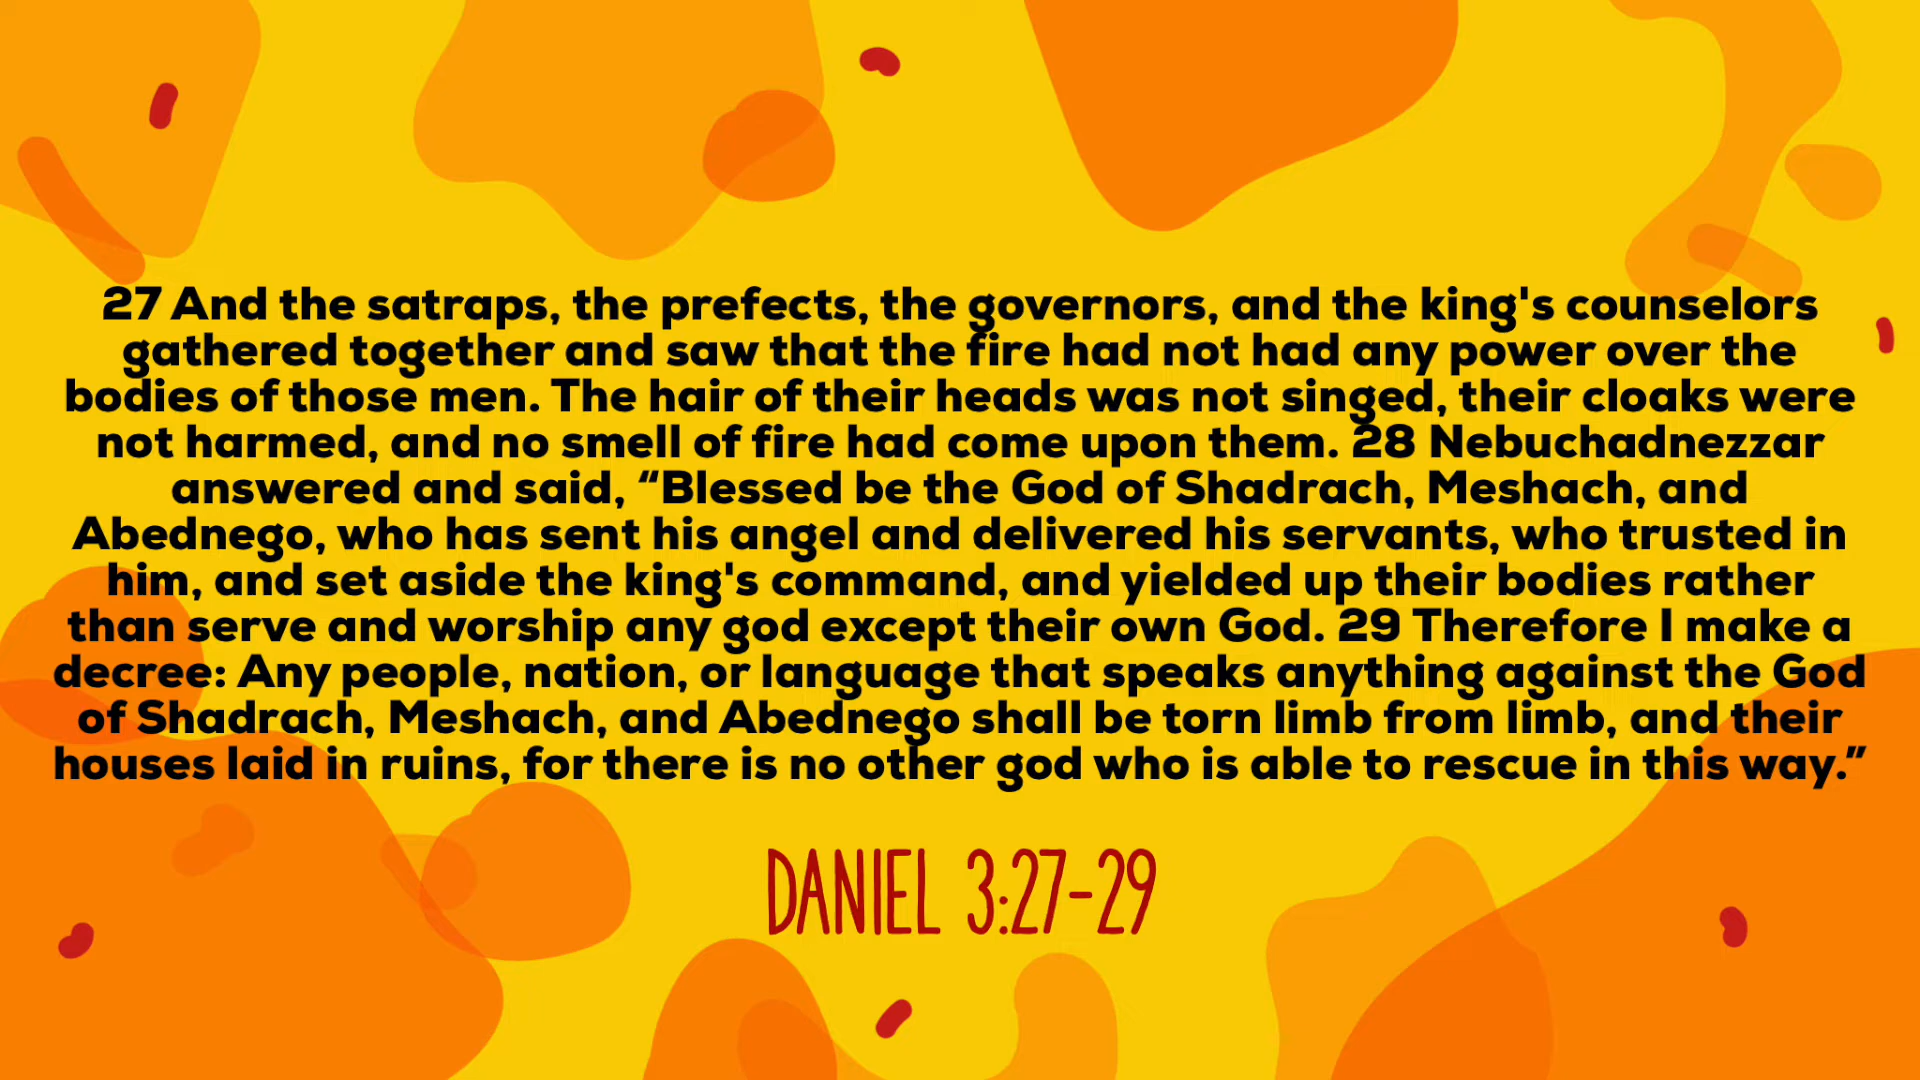 27 And the satraps, the prefects, the governors, and the king's counselors
gathered together and saw that the fire had not had any power over the
bodies of those men. The hair of their heads was not singed, their cloaks were
not harmed, and no smell of fire had come upon them. 28 Nebuchadnezzar
answered and said, “Blessed be the God of Shadrach, Meshach, and
Abednego, who has sent his angel and delivered his servants, who trusted in
him, and set aside the king's command, and yielded up their bodies rather
than serve and worship any god except their own God. 29 Therefore I make a
decree: Any people, nation, or language that speaks anything against the God
of Shadrach, Meshach, and Abednego shall be torn limb from limb, and their
houses laid in ruins, for there is no other god who is able to rescue in this way.”
DANIEL 3:27-29